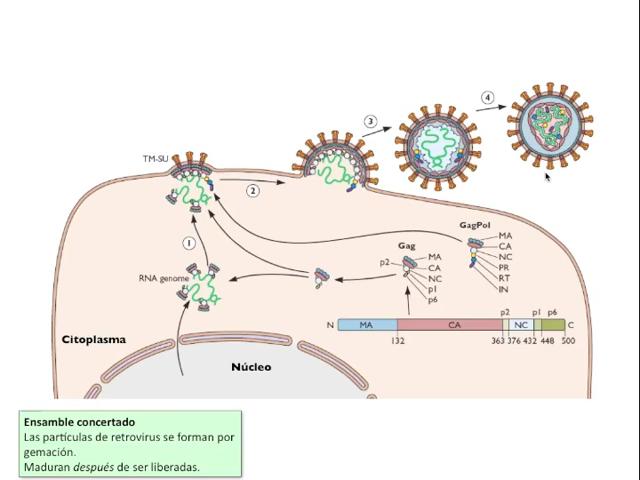 4
3
TM-SU
2
GagPol
MA
CA
NC
PR
RT
IN
1
Gag
p2
MA
CA
NC
p1
p6
RNA genome
p2 p1 p6
N MA CA NC C
132 363 376 432 448 500
Citoplasma
Núcleo
Ensamble concertado
Las partículas de retrovirus se forman por
gemación.
Maduran después de ser liberadas.